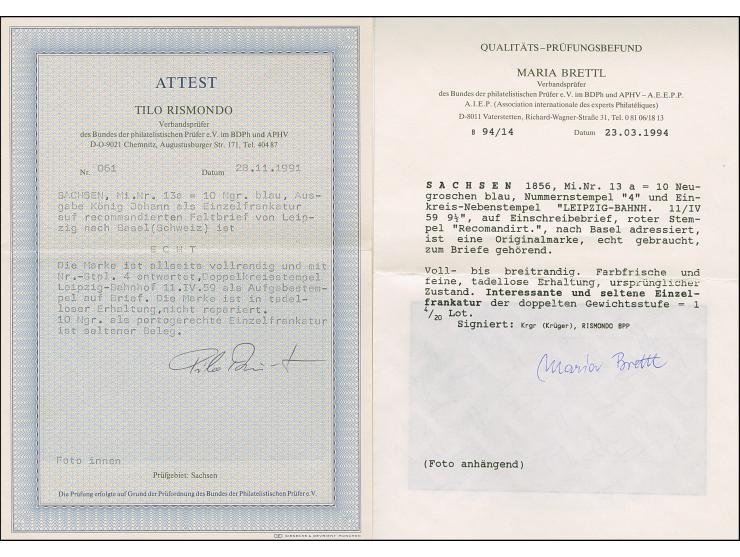 ATTEST
TILO RISMONDO
Verbandsprüfer
des Bundes der philatelistischen Prüfer e.V. im BDPh und APHV
D-O-9021 Chemnitz, Augustusburger Str. 171, Tel. 404 87
Nr. 061 Datum 28.11.1991
SACHSEN, Mi.Nr. 13a = 10 Ngr. blau, Aus-
gabe König Johann als Einzelfrankatur
auf recommandierten Faltbrief von Leip-
zig nach Basel(Schweiz) ist
E C H T
Die Marke ist allseits vollrandig und mit
Nr.-Stpl. 4 entwertet,Doppelkreisstempel
Leipzig-Bahnhof 11.IV.59 als Aufgabestem-
pel auf Brief. Die Marke ist in tadel-
loser Erhaltung,nicht repariert.
10 Ngr. als portogerechte Einzelfrankatur
ist seltener Beleg.
Tilo
Foto innen
Prüfgebiet: Sachsen
Die Prüfung erfolgte auf Grund der Prüfordnung des Bundes der Philatelistischen Prüfer e.V.
GIESECKE & DEVRIENT · MÜNCHEN
QUALITÄTS–PRÜFUNGSBEFUND
MARIA BRETTL
Verbandsprüfer
des Bundes der philatelistischen Prüfer e.V. im BDPh und APHV – A.E.E.P.P.
A.I.E.P. (Association internationale des experts Philatéliques)
D-8011 Vaterstetten, Richard-Wagner-Straße 31, Tel. 0 81 06/18 13
B 94/14 Datum 23.03.1994
S A C H S E N 1856, Mi.Nr. 13 a = 10 Neu-
groschen blau, Nummernstempel "4" und Ein-
kreis-Nebenstempel "LEIPZIG-BAHNH. 11/IV
59 9½", auf Einschreibebrief, roter Stem-
pel "Recomandirt.", nach Basel adressiert,
ist eine Originalmarke, echt gebraucht,
zum Briefe gehörend.
Voll- bis breitrandig. Farbfrische und
feine, tadellose Erhaltung, ursprünglicher
Zustand. Interessante und seltene Einzel-
frankatur der doppelten Gewichtsstufe = 1
4/20 Lot.
Signiert: Krgr (Krüger), RISMONDO BPP
Maria Brettl
(Foto anhängend)